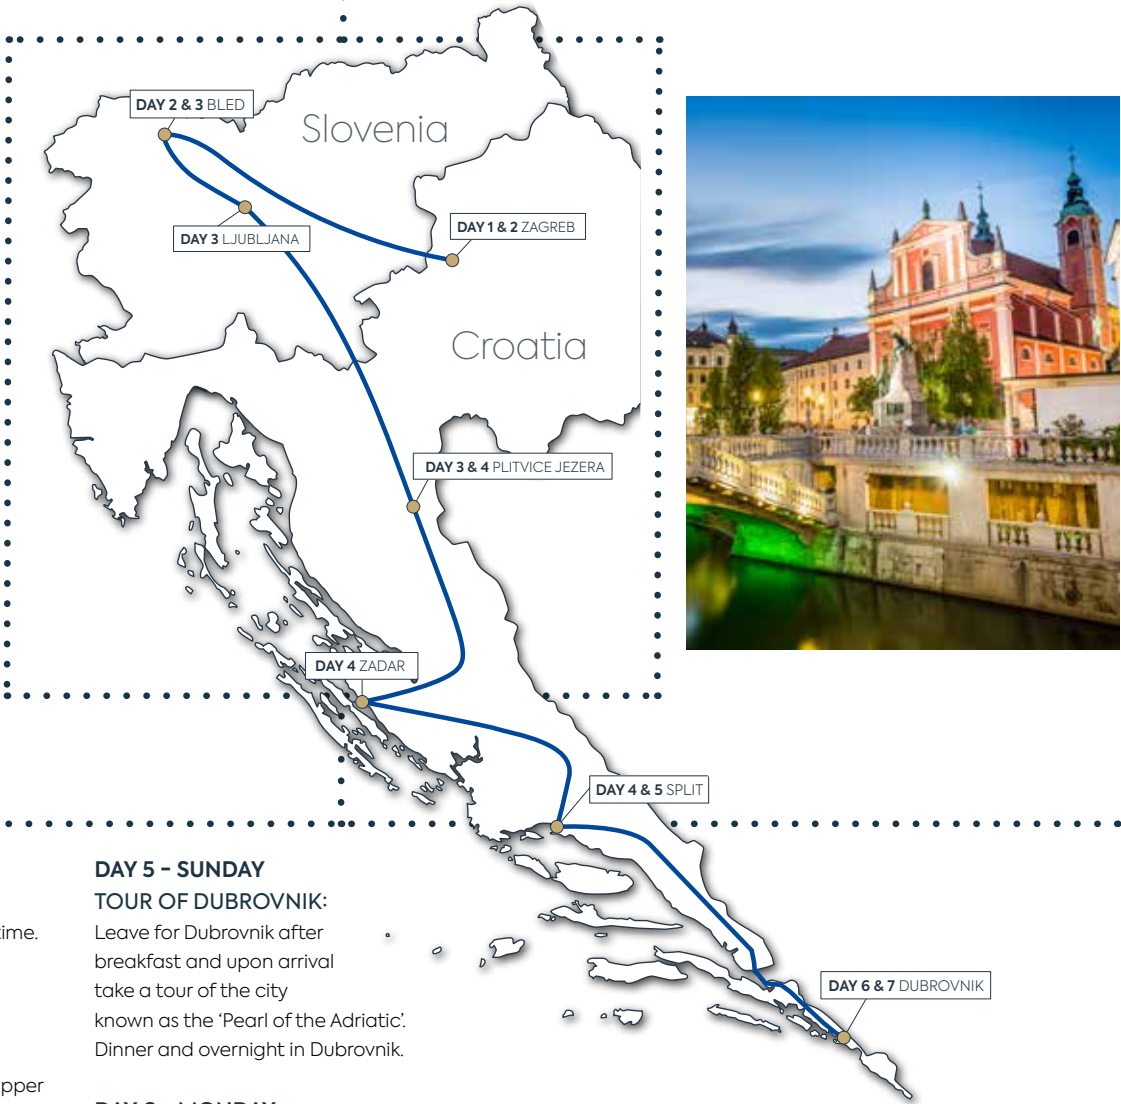 DAY 2 & 3 BLED
Slovenia
DAY 1 & 2 ZAGREB
DAY 3 LJUBLJANA
Croatia
DAY 3 & 4 PLITVICE JEZERA
DAY 4 ZADAR
DAY 4 & 5 SPLIT
DAY 5 - SUNDAY
TOUR OF DUBROVNIK:
Leave for Dubrovnik after
breakfast and upon arrival
take a tour of the city
known as the ‘Pearl of the Adriatic’.
Dinner and overnight in Dubrovnik.
DAY 6 & 7 DUBROVNIK